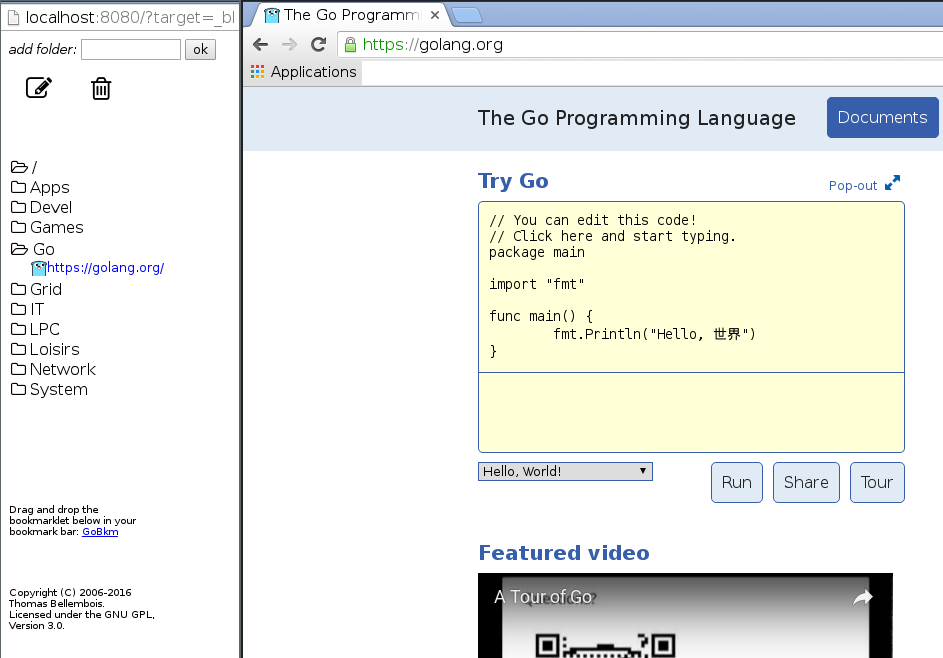 localhost:8080/?target=_bl
add folder:
ok
/
Apps
Devel
Games
Go
https://golang.org/
Grid
IT
LPC
Loisirs
Network
System
Drag and drop the
bookmarklet below in your
bookmark bar: GoBkm
Copyright (C) 2006-2016
Thomas Bellembois.
Licensed under the GNU GPL,
Version 3.0.
The Go Programm
https://golang.org
Applications
The Go Programming Language
Documents
Try Go
Pop-out
// You can edit this code!
// Click here and start typing.
package main
import "fmt"
func main() {
fmt.Println("Hello, 世界")
}
Hello, World!
Run
Share
Tour
Featured video
A Tour of Go